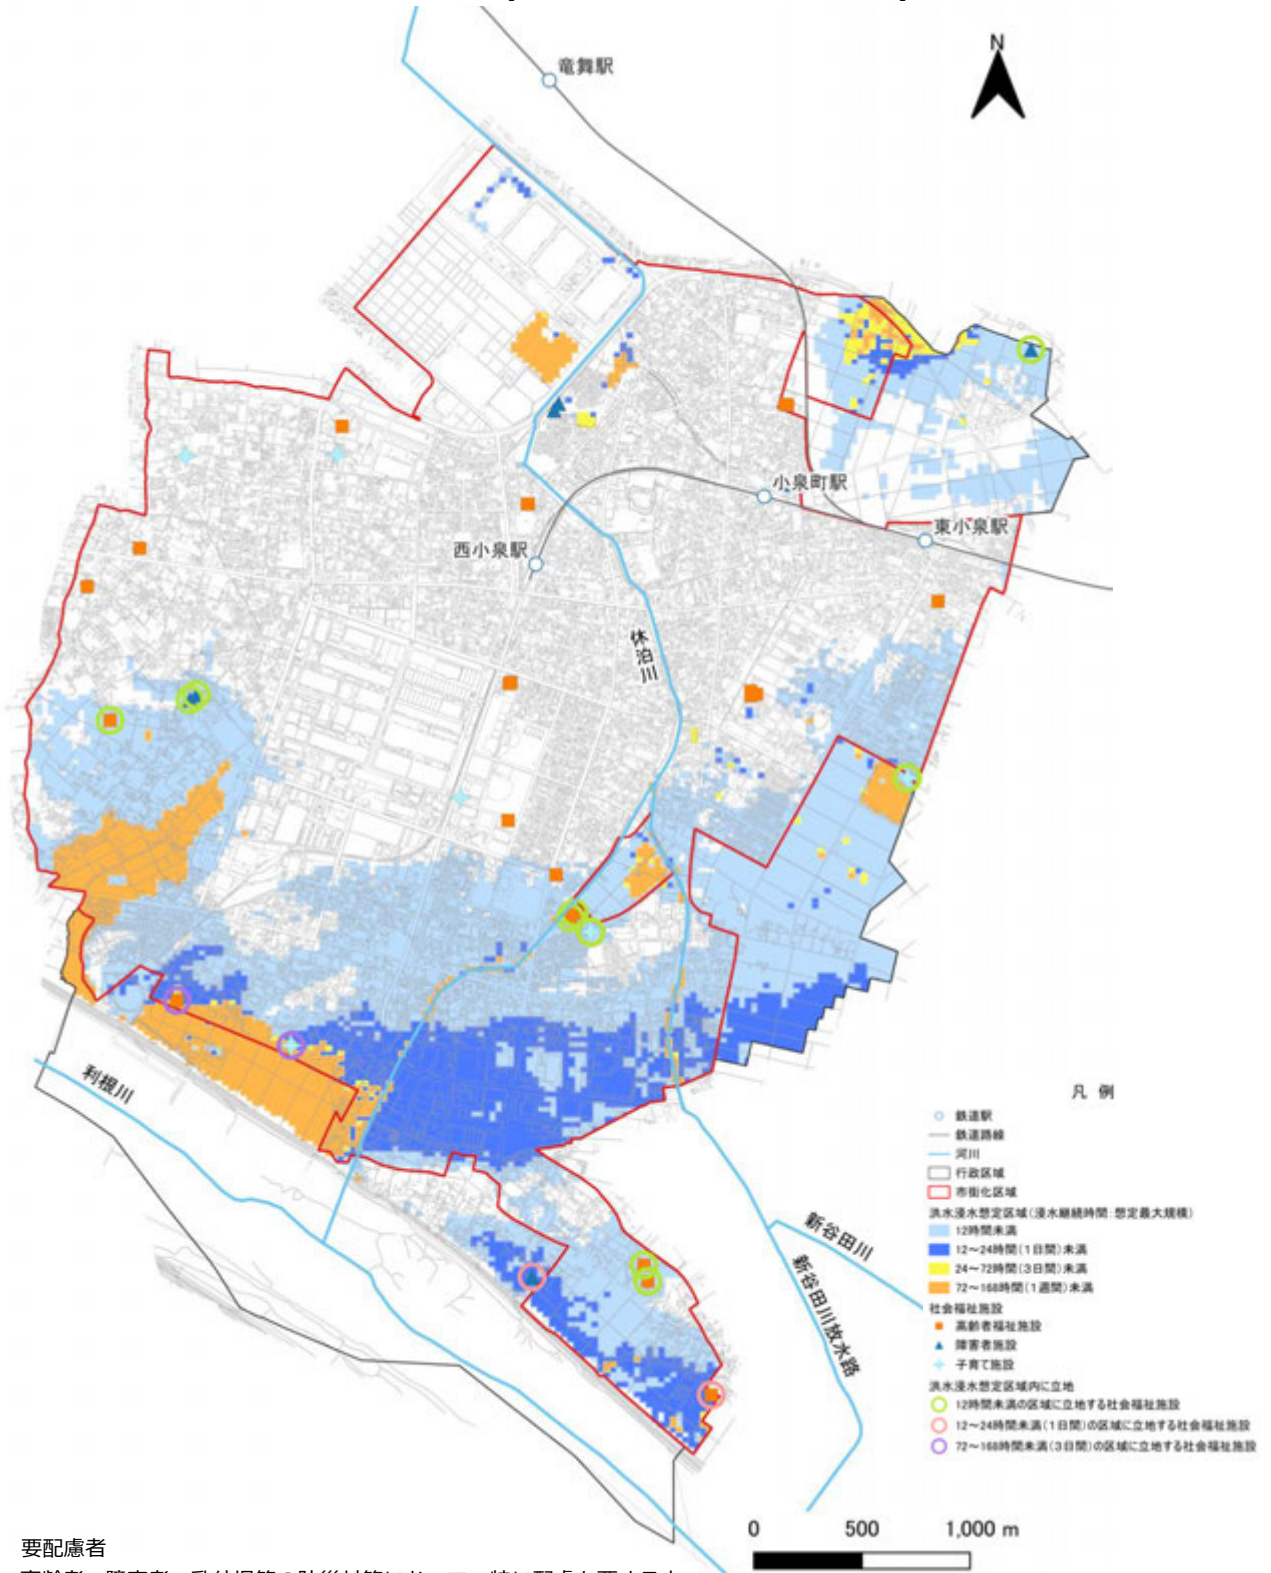 N
竜舞駅
小泉町駅
東小泉駅
西小泉駅
休泊川
利根川
新谷田川
新谷田川放水路
凡 例
鉄道駅
鉄道路線
河川
行政区域
市街化区域
洪水浸水想定区域（浸水継続時間：想定最大規模）
12時間未満
12～24時間（1日間）未満
24～72時間（3日間）未満
72～168時間（1週間）未満
社会福祉施設
高齢者福祉施設
障害者施設
子育て施設
洪水浸水想定区域内に立地
12時間未満の区域に立地する社会福祉施設
12～24時間未満（1日間）の区域に立地する社会福祉施設
72～168時間未満（3日間）の区域に立地する社会福祉施設
0 500 1,000 m
要配慮者